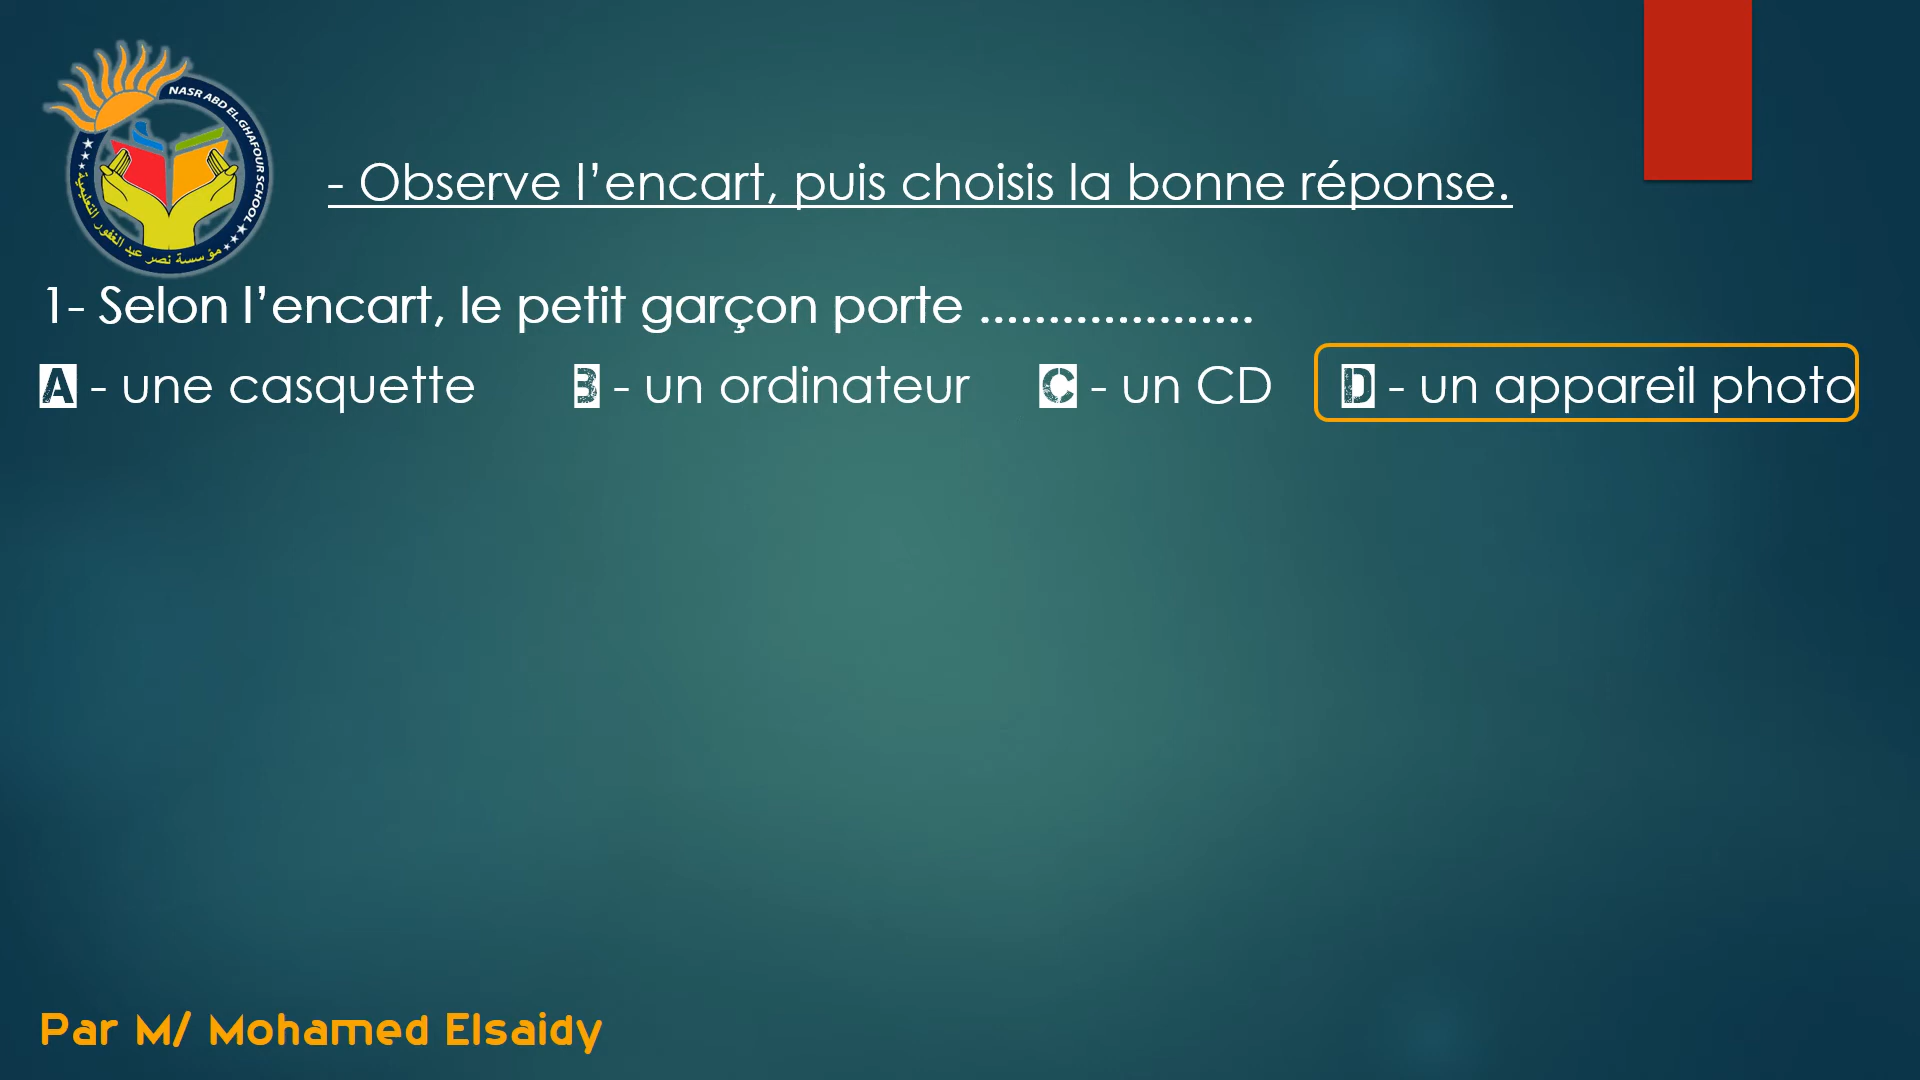 NASR ABD EL.GHAFOUR SCHOOL
مؤسسة نصر عبد الغفور التعليمية
- Observe l’encart, puis choisis la bonne réponse.
1- Selon l’encart, le petit garçon porte ....................
A - une casquette B - un ordinateur C - un CD D - un appareil photo
Par M/ Mohamed Elsaidy